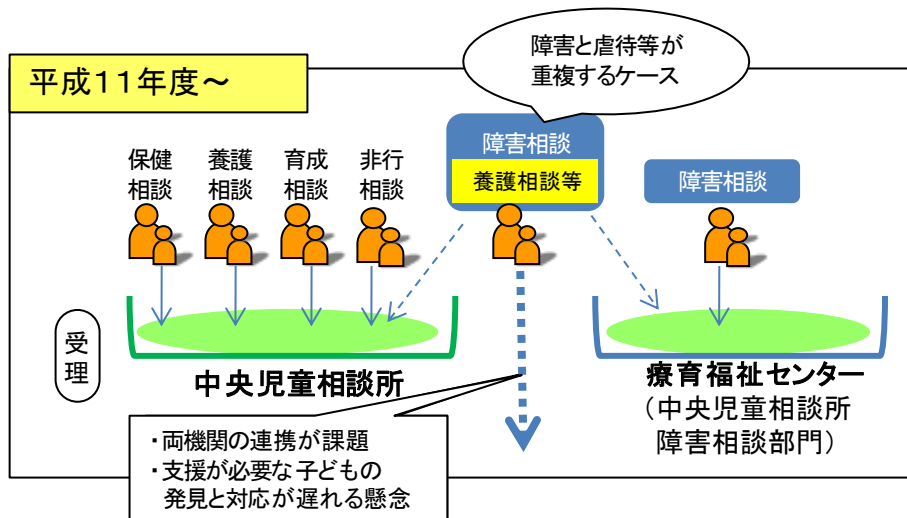 平成11年度~
障害と虐待等が
重複するケース
保健
相談
養護
相談
育成
相談
非行
相談
障害相談
養護相談等
障害相談
受
理
中央児童相談所
療育福祉センター
（中央児童相談所
障害相談部門）
・両機関の連携が課題
・支援が必要な子どもの
発見と対応が遅れる懸念